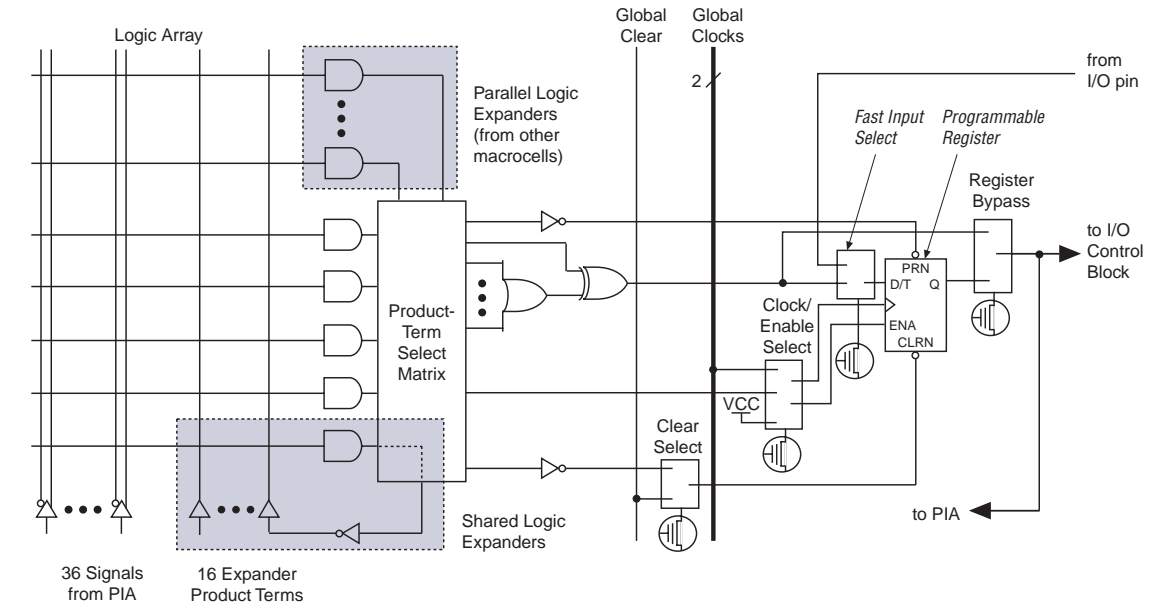 Logic Array
Global
Clear
Global
Clocks
2
from
I/O pin
Parallel Logic
Expanders
(from other
macrocells)
Fast Input
Select
Programmable
Register
Register
Bypass
to I/O
Control
Block
PRN
D/T
Q
ENA
CLRN
Product-
Term
Select
Matrix
Clock/
Enable
Select
VCC
Clear
Select
to PIA
Shared Logic
Expanders
36 Signals
from PIA
16 Expander
Product Terms